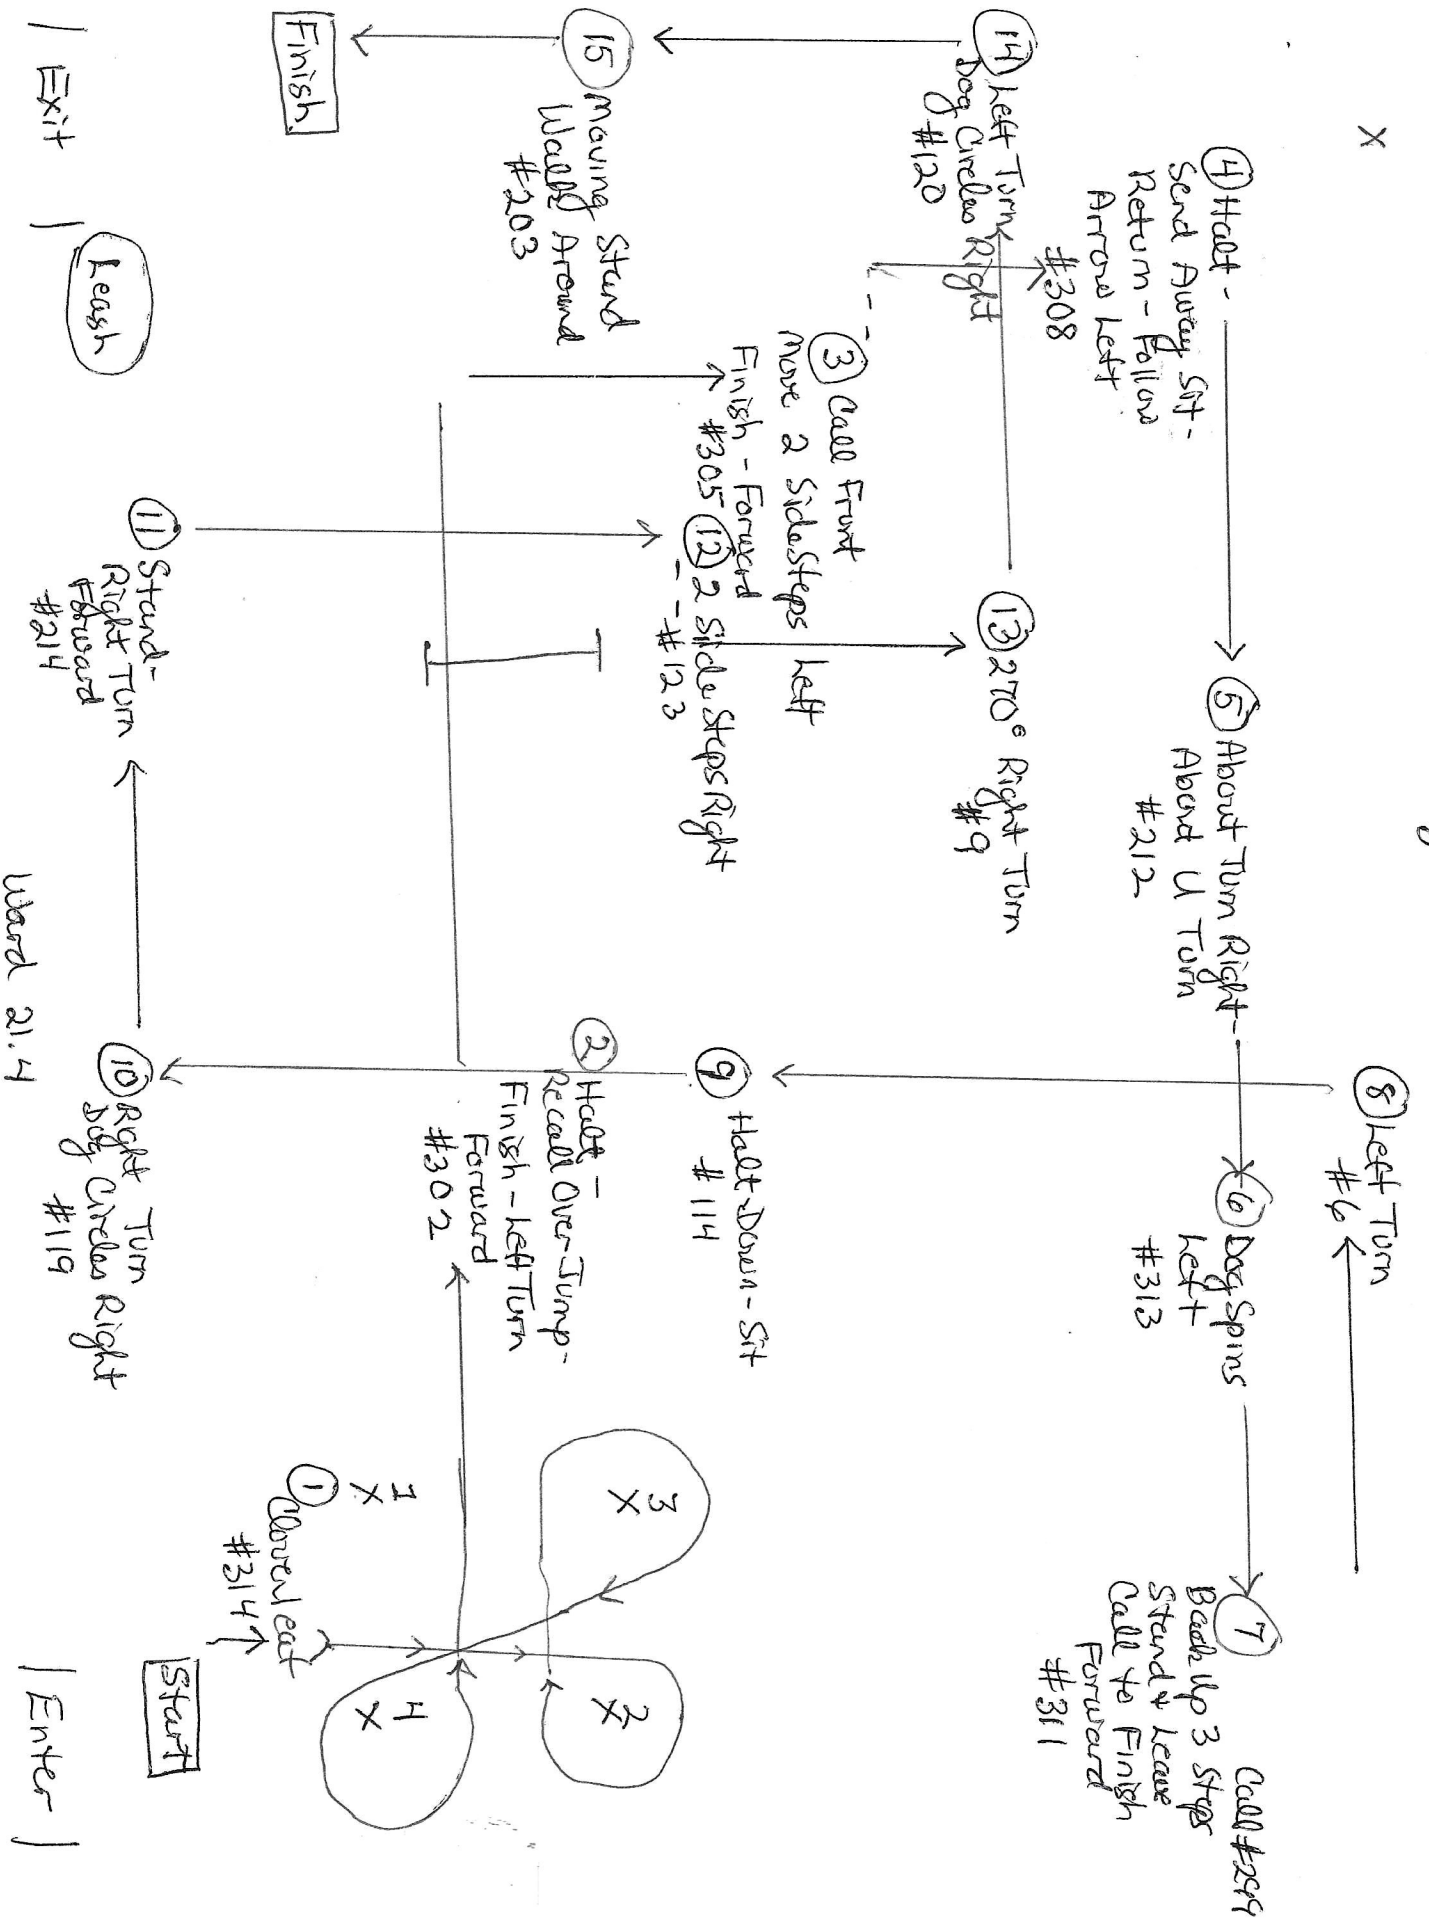 x
④ Halt -
Send Away Sit -
Return - Follow
Arrow Left
#308
⑤ About Turn Right -
About U Turn
#212
⑧ Left Turn
#6
⑥ Dog Spins
Left
#313
Call #299
⑦ Back Up 3 Steps
Stand & Leave
Call to Finish
Forward
#311
⑭ Left Turn
Dog Circles Right
#120
⑬ 270° Right Turn
#9
③ Call Front
Move 2 Side Steps Left
Finish - Forward
#305
⑫ 2 Side Steps Right
#123
⑨ Halt - Down - Sit
#114
② Halt -
Recall Over Jump -
Finish - Left Turn
Forward
#302
3
X
2
X
1
X
4
X
① Cloverleaf
#314
Start
⑮ Moving Stand
Walk Around
#203
Finish
⑪ Stand -
Right Turn
Forward
#214
⑩ Right Turn
Dog Circles Right
#119
Leash
| Exit |
Ward 21.4
| Enter |